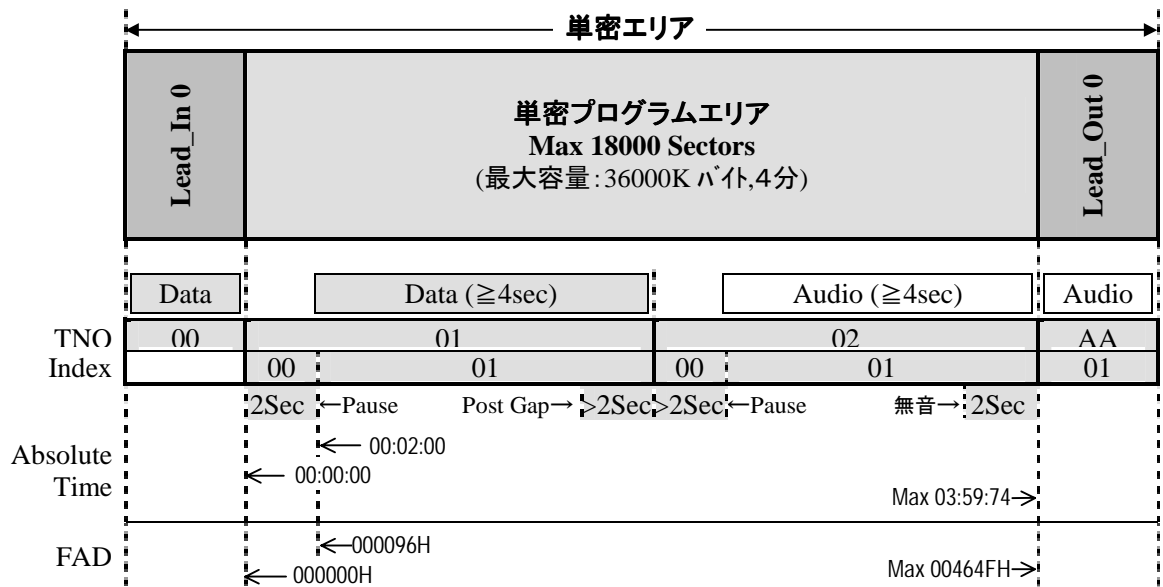 単密エリア
Lead_In 0
単密プログラムエリア
Max 18000 Sectors
(最大容量:36000K ﾊﾞｲﾄ,4分)
Lead_Out 0
Data Data (≧4sec) Audio (≧4sec) Audio
TNO 00 01 02 AA
Index 00 01 00 01 01
2Sec ←Pause Post Gap→ >2Sec >2Sec ←Pause 無音→ 2Sec
Absolute
Time
← 00:02:00
← 00:00:00
Max 03:59:74→
FAD
←000096H
← 000000H
Max 00464FH→